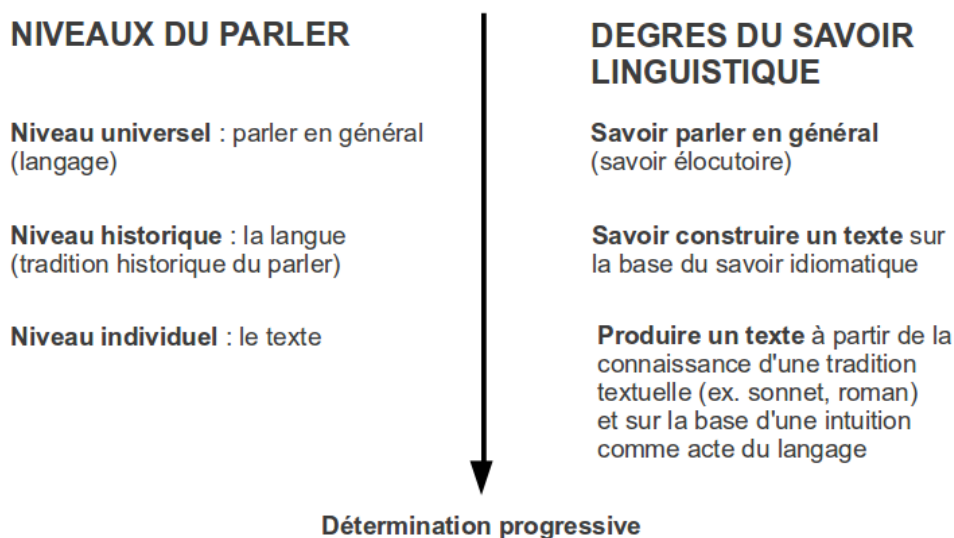 NIVEAUX DU PARLER
Niveau universel : parler en général
(langage)
Niveau historique : la langue
(tradition historique du parler)
Niveau individuel : le texte
DEGRES DU SAVOIR
LINGUISTIQUE
Savoir parler en général
(savoir élocutoire)
Savoir construire un texte sur
la base du savoir idiomatique
Produire un texte à partir de la
connaissance d'une tradition
textuelle (ex. sonnet, roman)
et sur la base d'une intuition
comme acte du langage
Détermination progressive